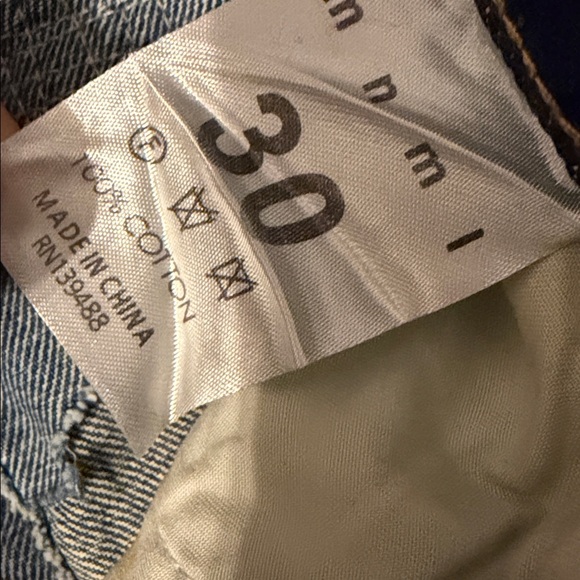 m n m l
30
F
100% COTTON
MADE IN CHINA
RN139488